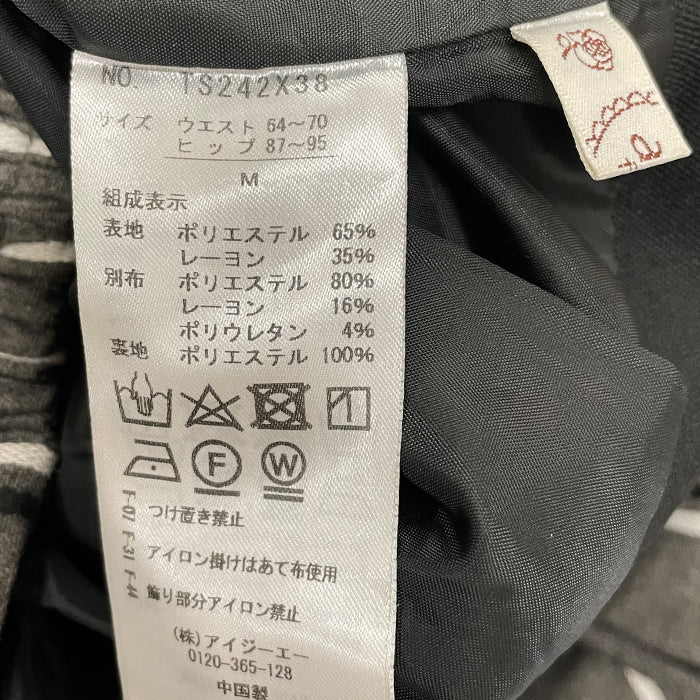 NO. TS242X38
サイズ ウエスト 64～70
ヒップ 87～95
M
組成表示
表地 ポリエステル 65%
レーヨン 35%
別布 ポリエステル 80%
レーヨン 16%
ポリウレタン 4%
裏地 ポリエステル 100%
F W
つけ置き禁止
アイロン掛けはあて布使用
飾り部分アイロン禁止
F-07 F-31 F-44
(株)アイジーエー
0120-365-128
中国製